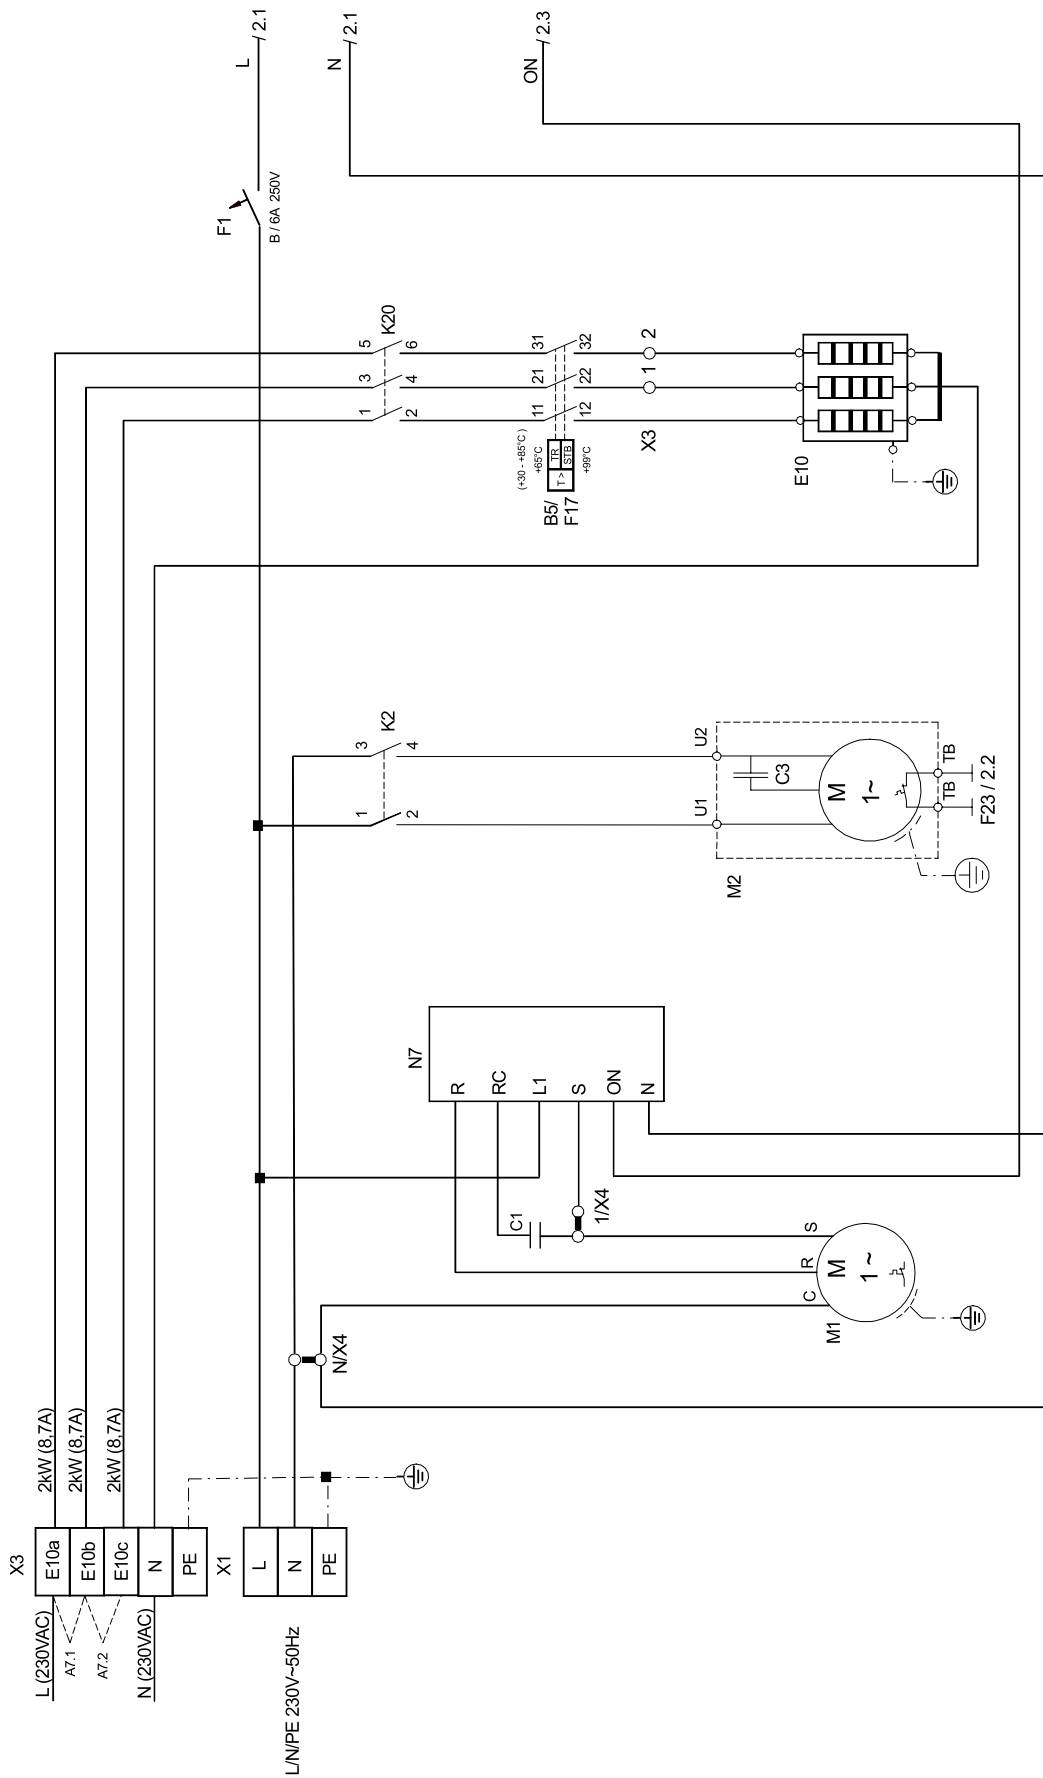 X3
L (230VAC)
E10a
2kW (8,7A)
A7.1
E10b
2kW (8,7A)
A7.2
E10c
2kW (8,7A)
N (230VAC)
N
PE
X1
L
N
PE
L/N/PE 230V~50Hz
F1
B / 6A 250V
L
/ 2.1
N
/ 2.1
ON
/ 2.3
N/X4
C1
1/X4
C
R
S
M
1~
M1
N7
R
RC
L1
S
ON
N
1
3
K2
2
4
U1
U2
C3
M
1~
M2
TB
TB
F23 / 2.2
1
3
5
K20
2
4
6
(+30 - +85°C )
+65°C
TR
T >
STB
+99°C
B5/
F17
11
21
31
12
22
32
X3
1
2
E10